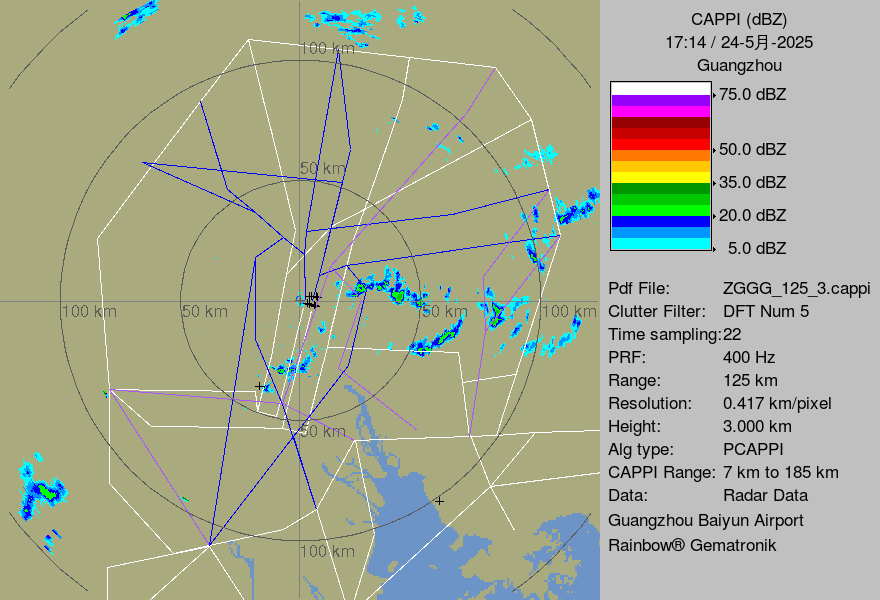 CAPPI (dBZ)
17:14 / 24-5月-2025
Guangzhou
75.0 dBZ
50.0 dBZ
35.0 dBZ
20.0 dBZ
5.0 dBZ
Pdf File: ZGGG_125_3.cappi
Clutter Filter: DFT Num 5
Time sampling:22
PRF: 400 Hz
Range: 125 km
Resolution: 0.417 km/pixel
Height: 3.000 km
Alg type: PCAPPI
CAPPI Range: 7 km to 185 km
Data: Radar Data
Guangzhou Baiyun Airport
Rainbow® Gematronik
100 km
50 km
100 km
50 km
50 km
100 km
50 km
100 km